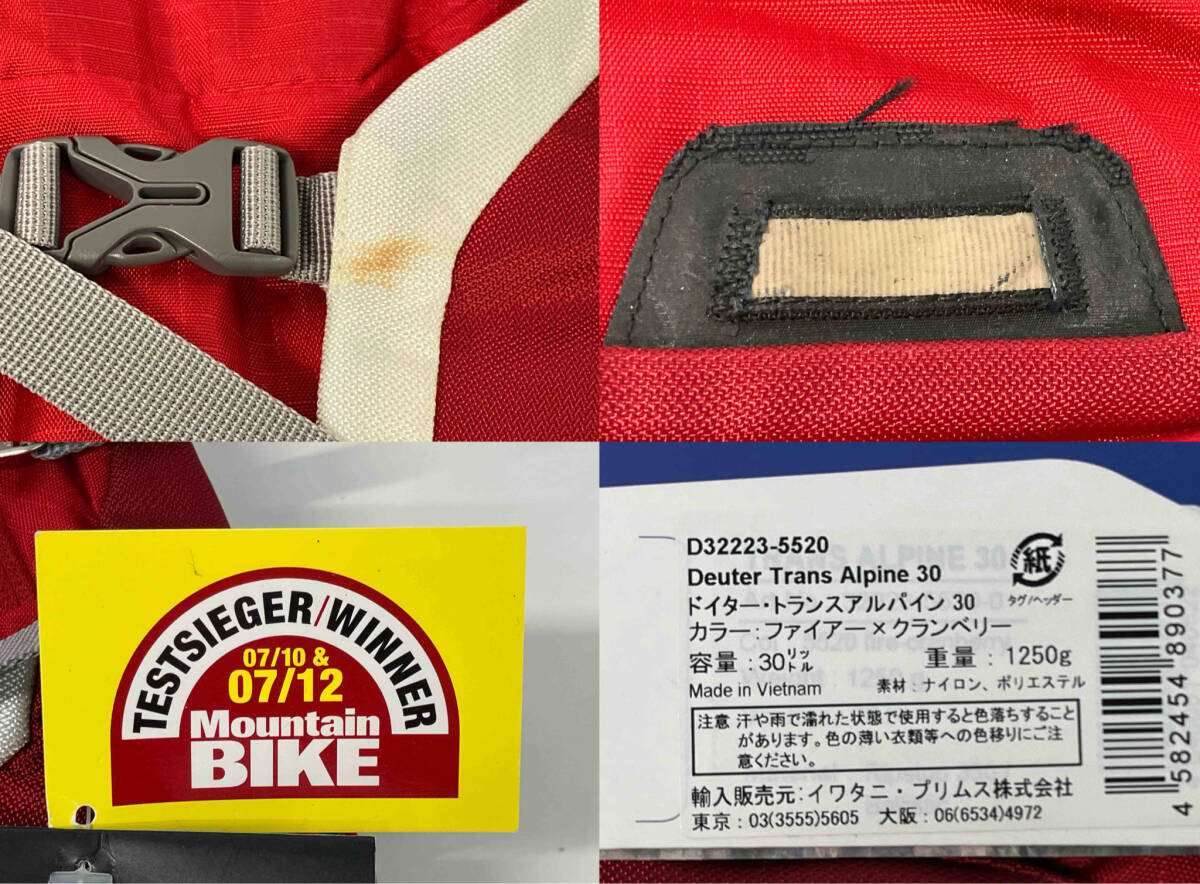 TESTSIEGER/WINNER
07/10 &
07/12
Mountain
BIKE
D32223-5520
Deuter Trans Alpine 30
ドイター・トランスアルパイン 30
カラー:ファイアー×クランベリー
容量:30リットル 重量:1250g
Made in Vietnam 素材:ナイロン、ポリエステル
注意 汗や雨で濡れた状態で使用すると色落ちすること
があります。色の薄い衣類等への色移りにご注
意ください。
輸入販売元:イワタニ・プリムス株式会社
東京:03(3555)5605 大阪:06(6534)4972
紙
タグ/ヘッダー
4 582454 890377